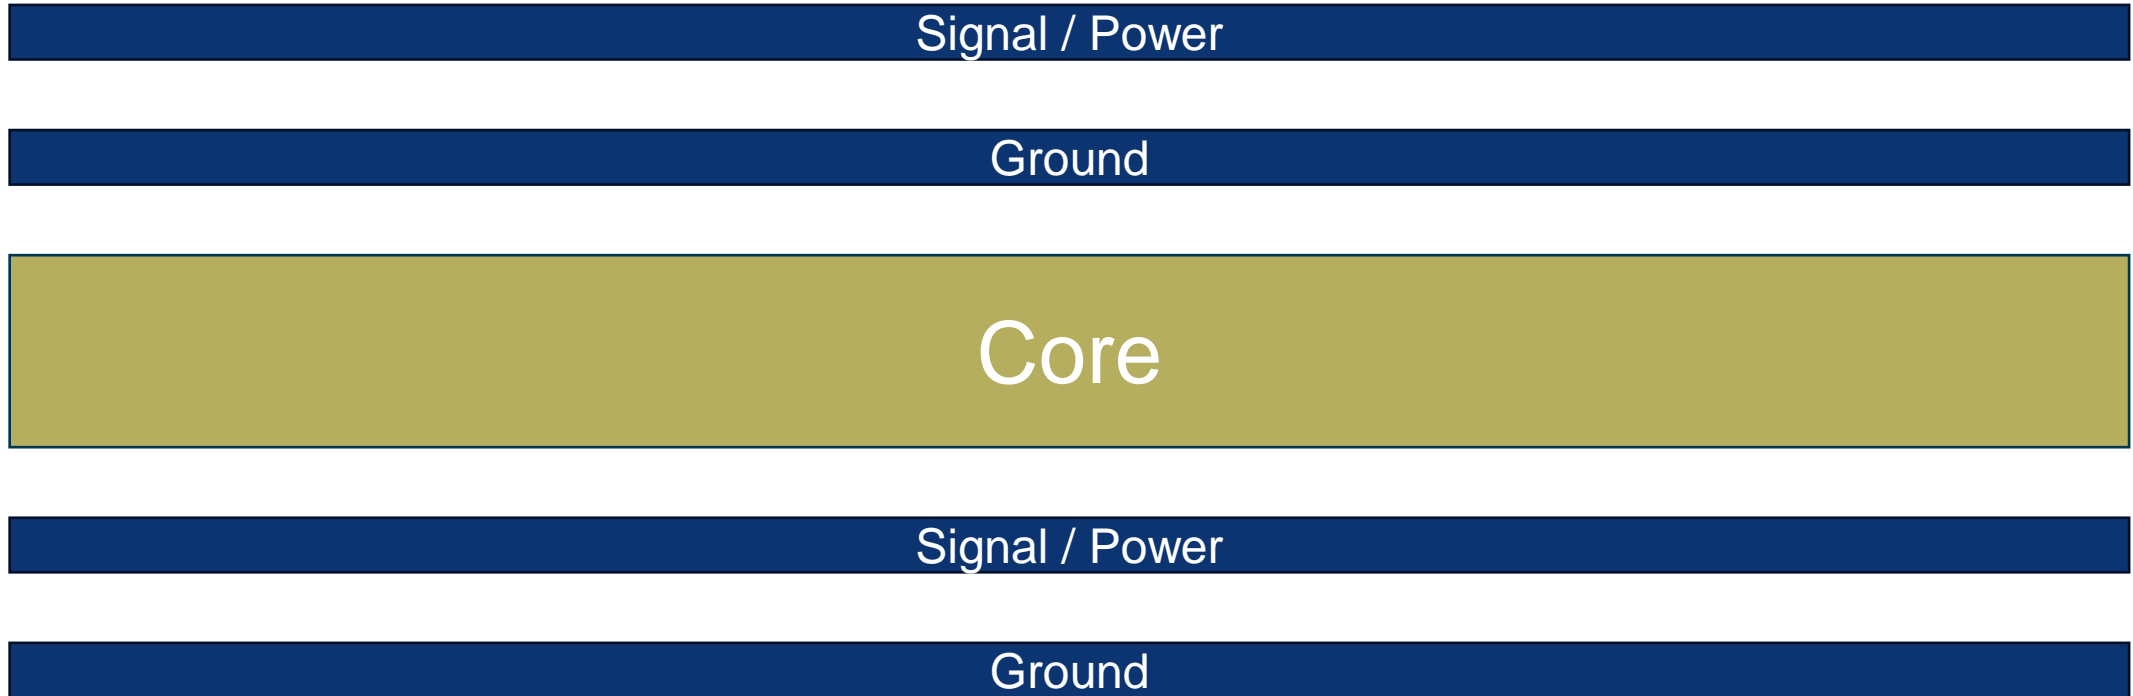 Signal / Power
Ground
Core
Signal / Power
Ground